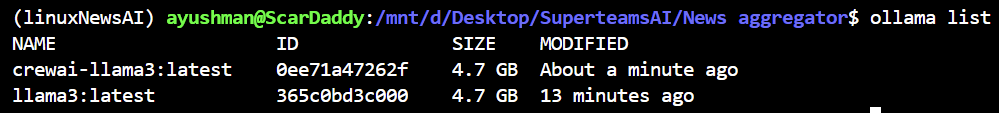 (linuxNewsAI) ayushman@ScarDaddy:/mnt/d/Desktop/SuperteamsAI/News aggregator$ ollama list
NAME ID SIZE MODIFIED
crewai-llama3:latest 0ee71a47262f 4.7 GB About a minute ago
llama3:latest 365c0bd3c000 4.7 GB 13 minutes ago